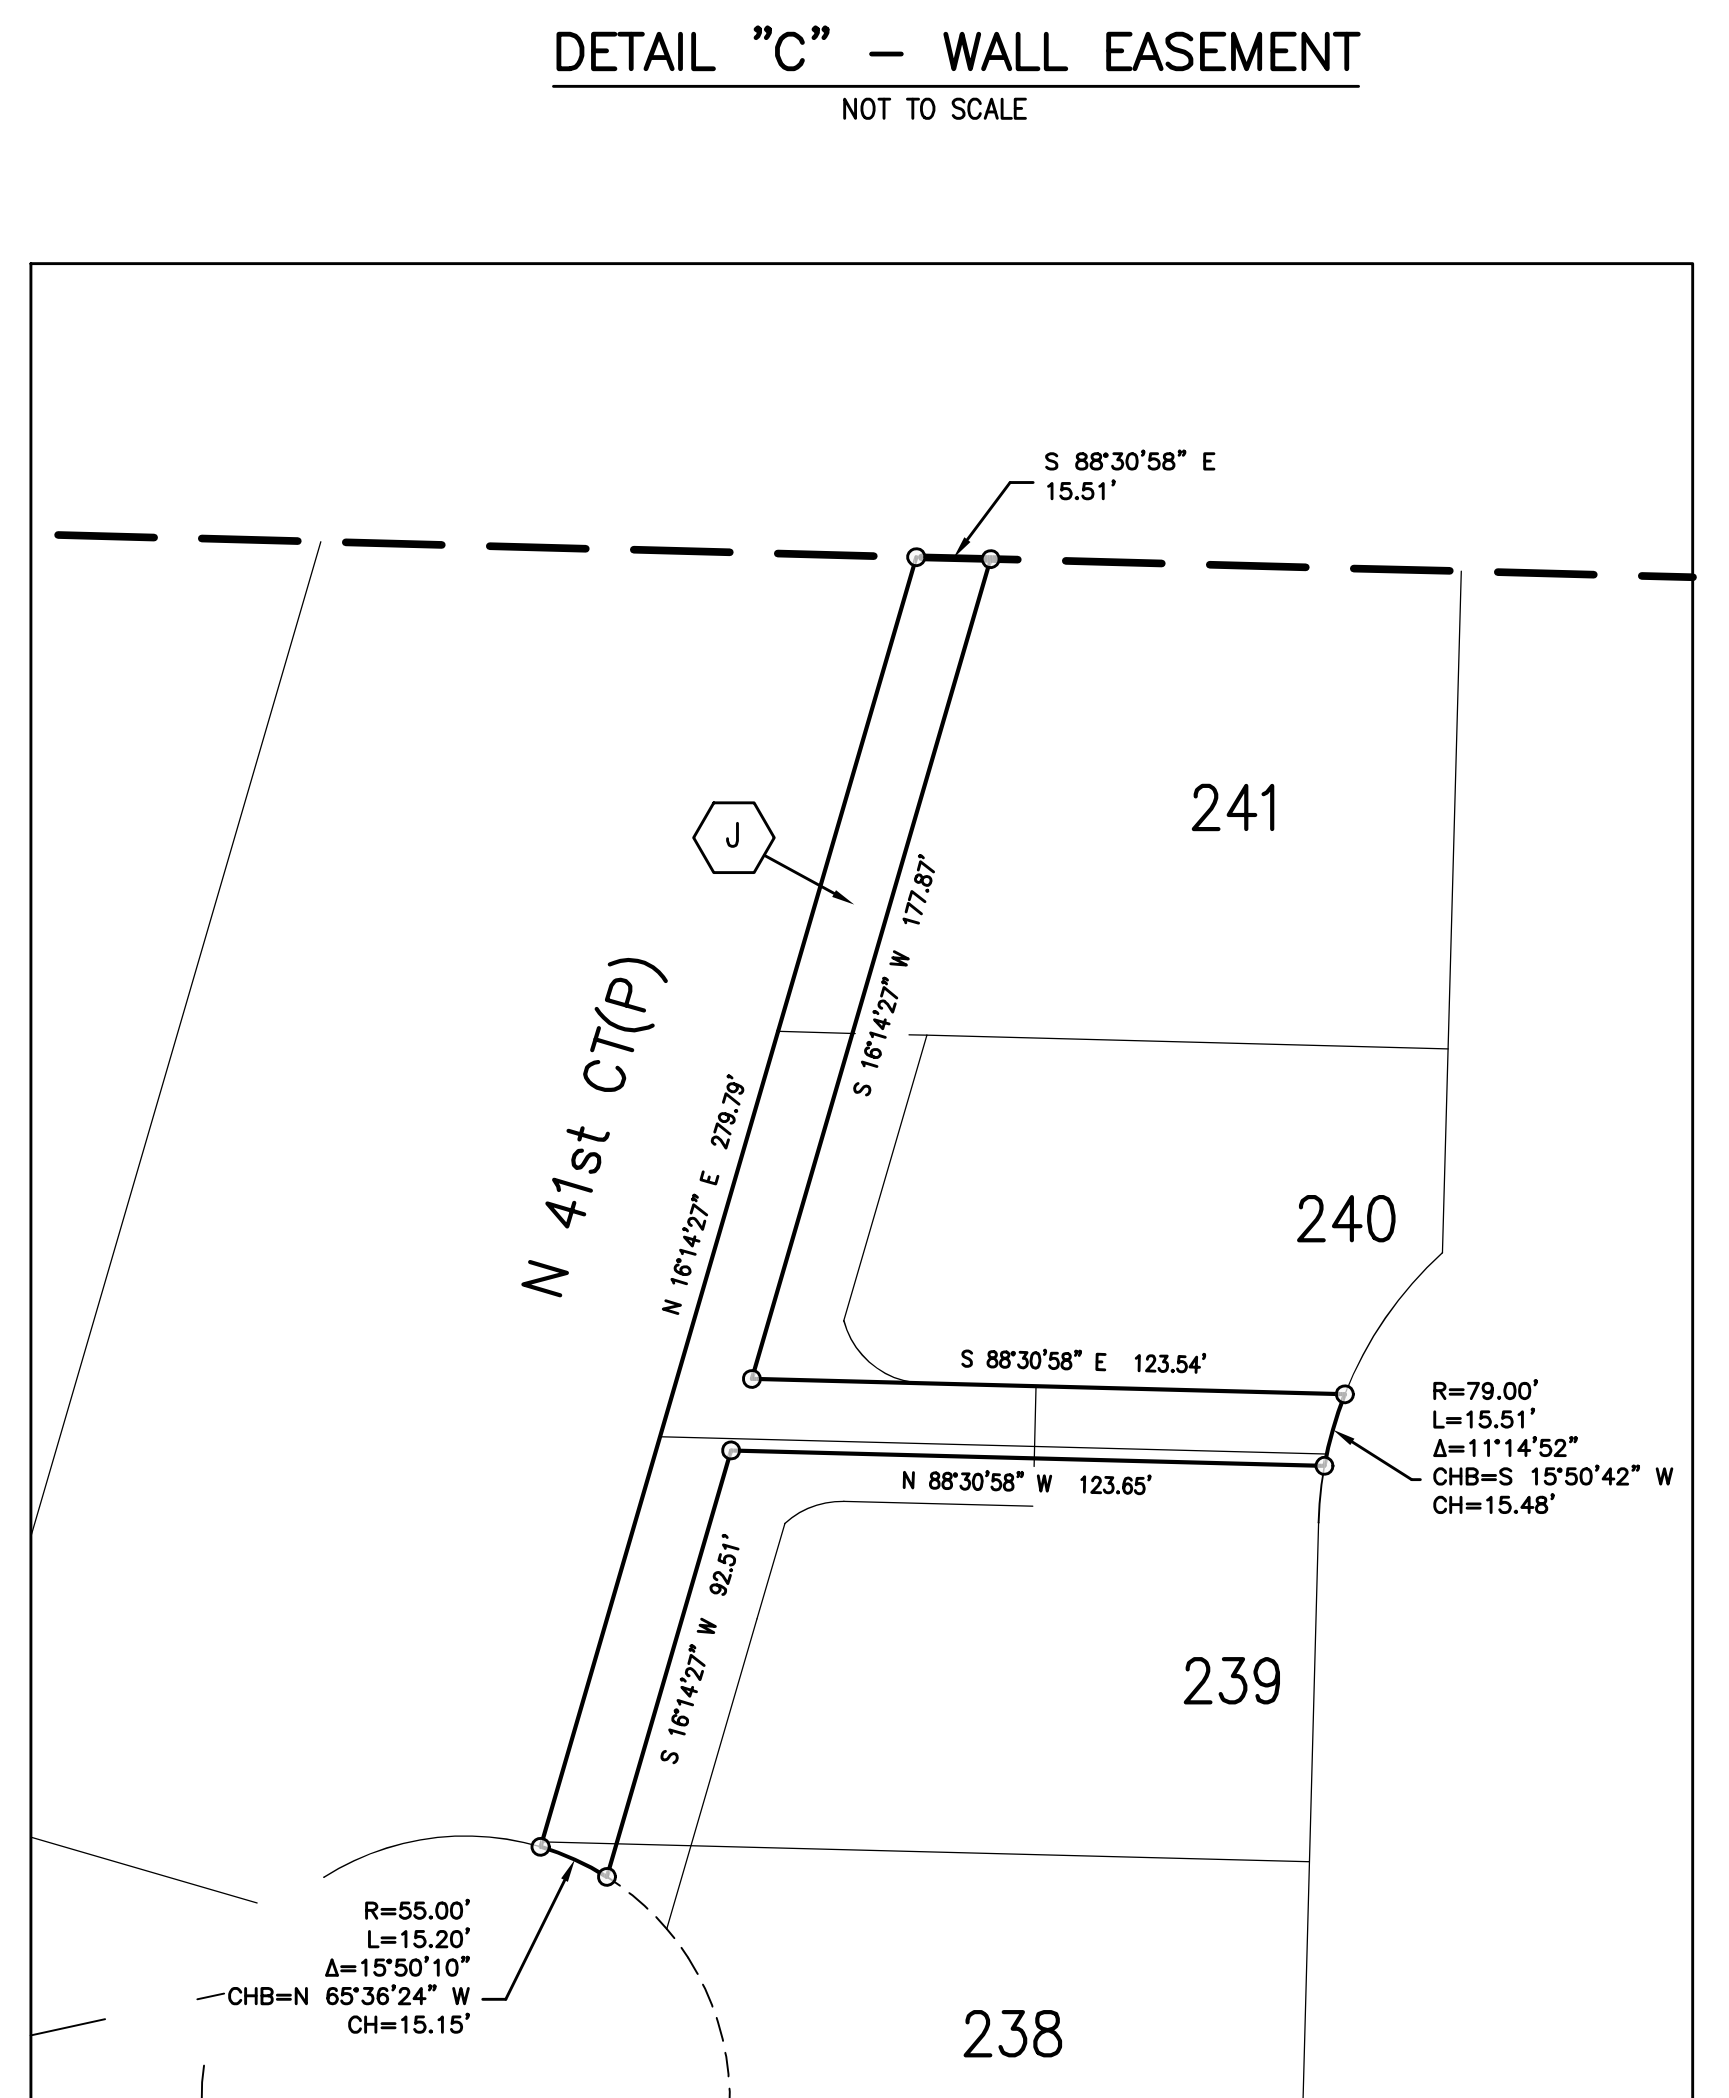 DETAIL "C" – WALL EASEMENT
NOT TO SCALE
S 88°30'58" E
15.51'
241
J
S 16°14'27" W 177.87'
N 41st CT(P)
N 16°14'27" E 279.79'
240
S 88°30'58" E 123.54'
R=79.00'
L=15.51'
Δ=11°14'52"
CHB=S 15°50'42" W
CH=15.48'
N 88°30'58" W 123.65'
S 16°14'27" W 92.51'
239
R=55.00'
L=15.20'
Δ=15°50'10"
CHB=N 65°36'24" W
CH=15.15'
238